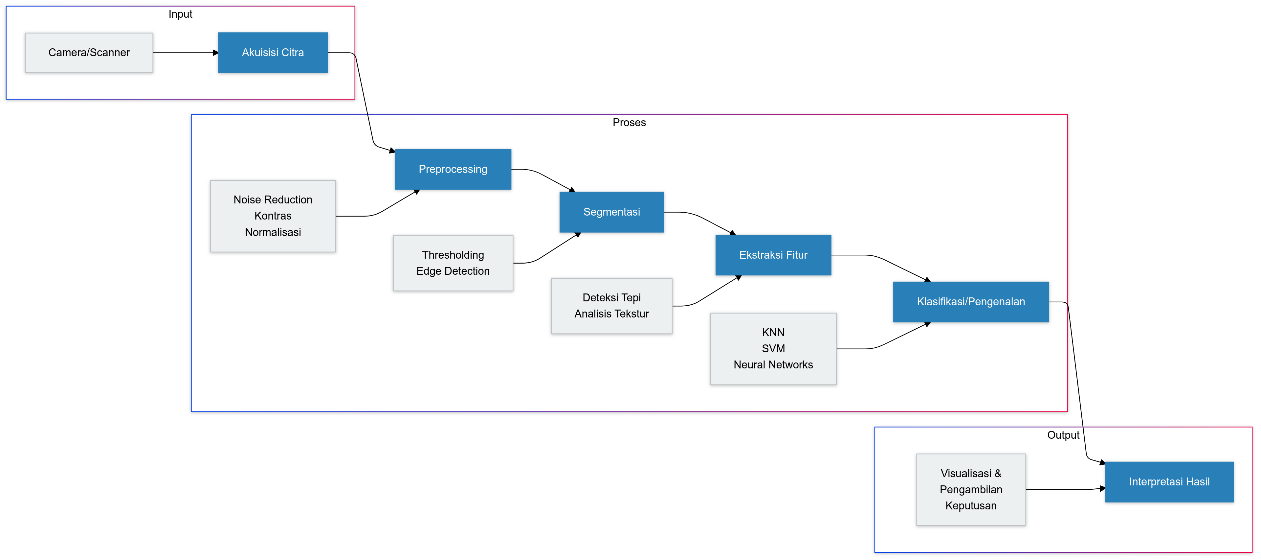 Input
Camera/Scanner
Akuisisi Citra
Proses
Preprocessing
Noise Reduction
Kontras
Normalisasi
Segmentasi
Thresholding
Edge Detection
Ekstraksi Fitur
Deteksi Tepi
Analisis Tekstur
Klasifikasi/Pengenalan
KNN
SVM
Neural Networks
Output
Visualisasi &
Pengambilan
Keputusan
Interpretasi Hasil